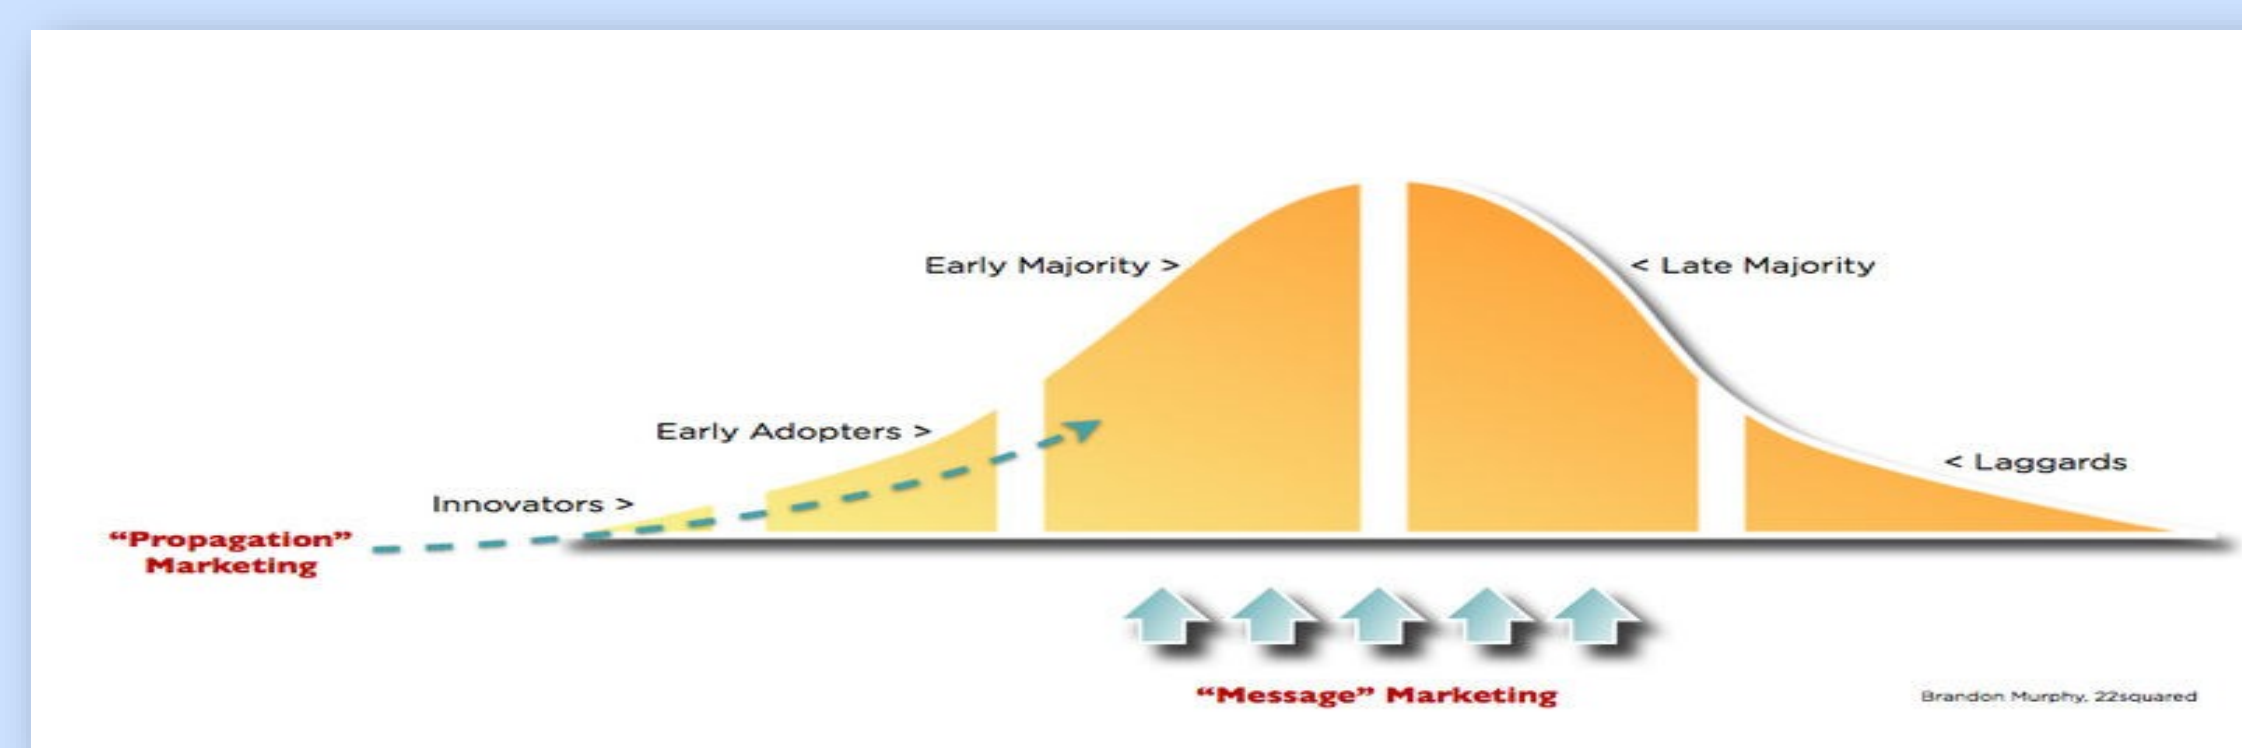 Early Majority >
< Late Majority
Early Adopters >
< Laggards
Innovators >
“Propagation”
Marketing
“Message” Marketing
Brandon Murphy, 22squared